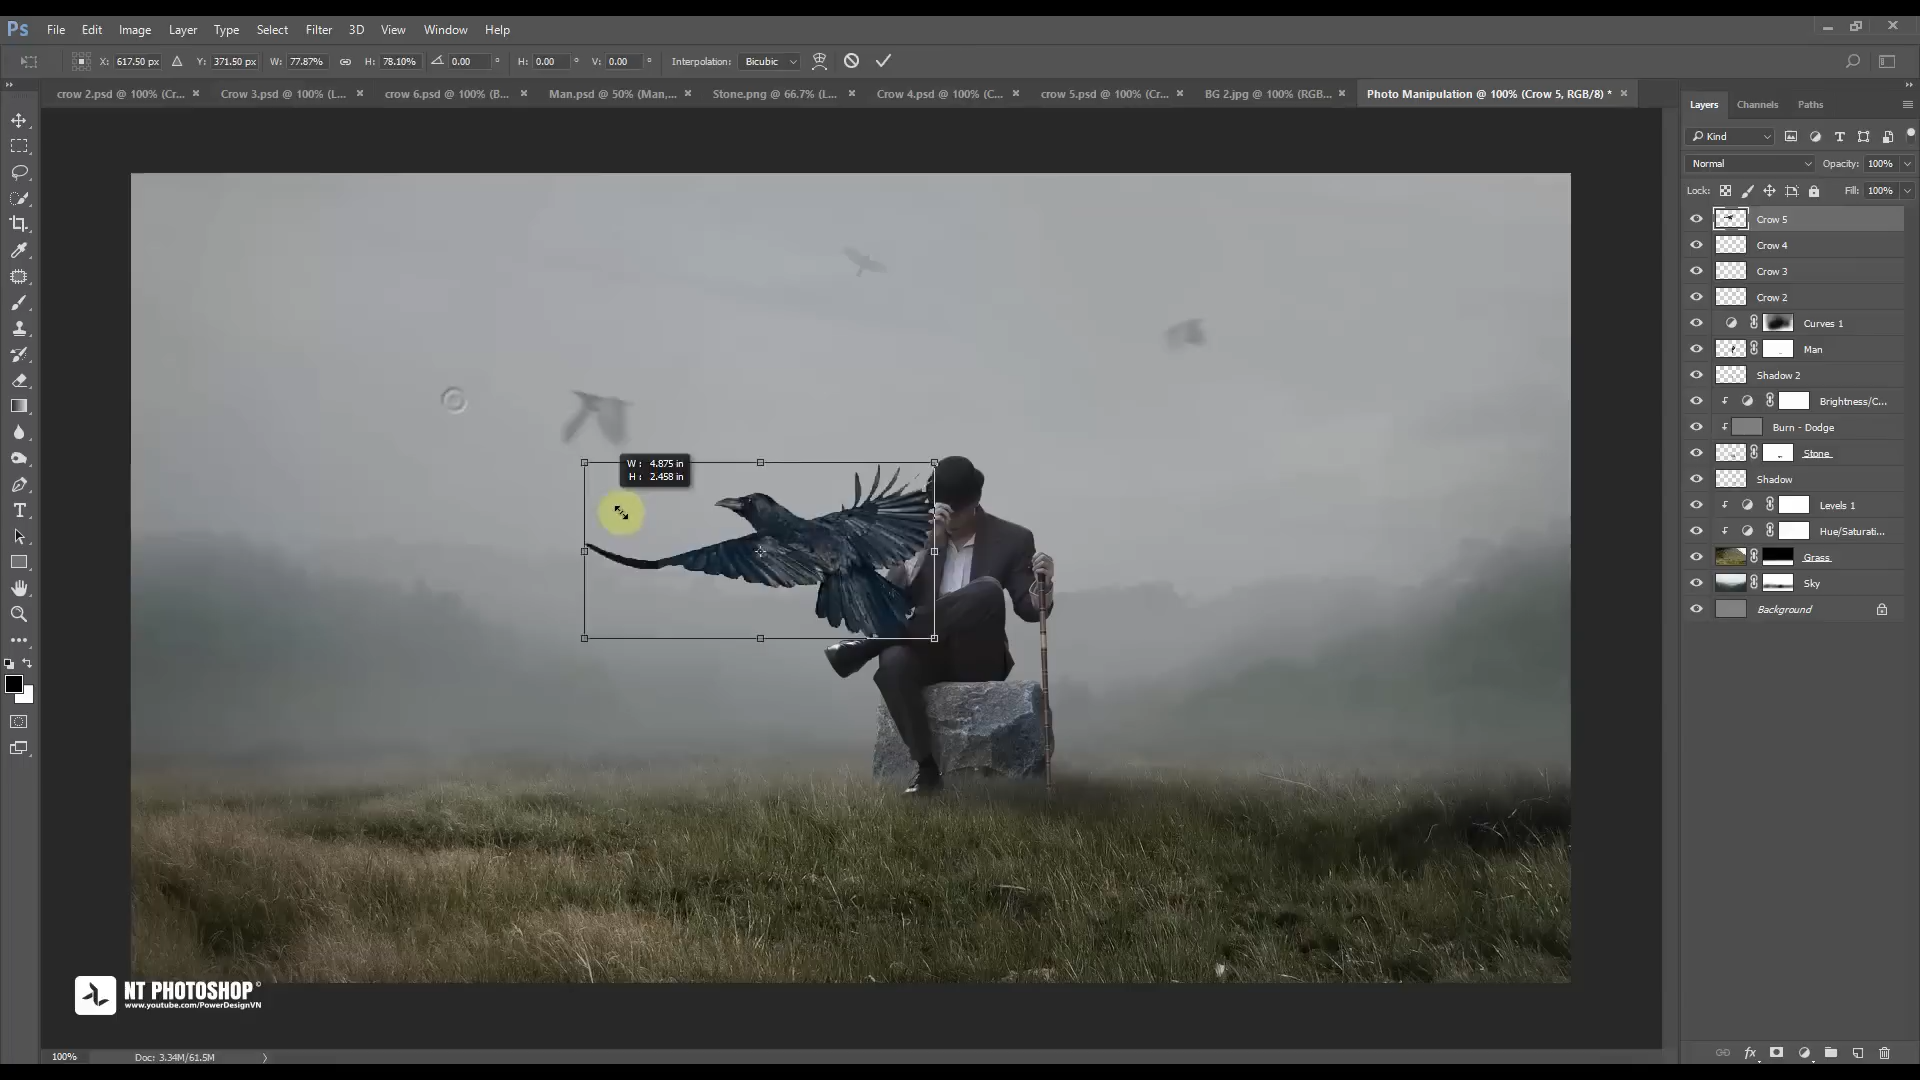 Ps File Edit Image Layer Type Select Filter 3D View Window Help
X: 617.50 px Y: 371.50 px W: 77.87% H: 78.10% 0.00 ° H: 0.00 ° V: 0.00 ° Interpolation: Bicubic
crow 2.psd @ 100% (Cr... × Crow 3.psd @ 100% (L... × crow 6.psd @ 100% (B... × Man.psd @ 50% (Man,... × Stone.png @ 66.7% (L... × Crow 4.psd @ 100% (C... × crow 5.psd @ 100% (Cr... × BG 2.jpg @ 100% (RGB... × Photo Manipulation @ 100% (Crow 5, RGB/8) * ×
Layers Channels Paths
Kind
Normal Opacity: 100%
Lock: Fill: 100%
Crow 5
Crow 4
Crow 3
Crow 2
Curves 1
Man
Shadow 2
Brightness/C...
Burn - Dodge
Stone
Shadow
Levels 1
Hue/Saturati...
Grass
Sky
Background
W : 4.875 in
H : 2.458 in
NT PHOTOSHOP©
www.youtube.com/PowerDesignVN
100% Doc: 3.34M/61.5M